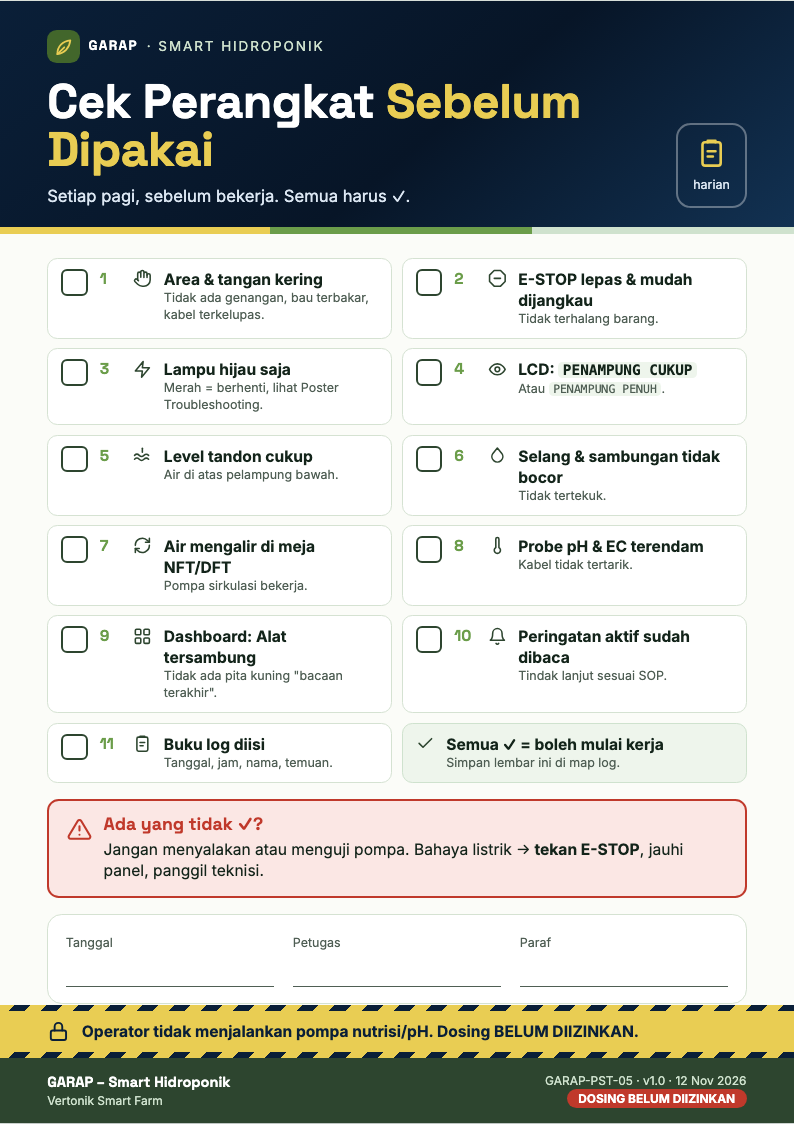 GARAP · SMART HIDROPONIK
Cek Perangkat Sebelum
Dipakai
Setiap pagi, sebelum bekerja. Semua harus ✓.
harian
1 Area & tangan kering
Tidak ada genangan, bau terbakar,
kabel terkelupas.
2 E-STOP lepas & mudah
dijangkau
Tidak terhalang barang.
3 Lampu hijau saja
Merah = berhenti, lihat Poster
Troubleshooting.
4 LCD: PENAMPUNG CUKUP
Atau PENAMPUNG PENUH.
5 Level tandon cukup
Air di atas pelampung bawah.
6 Selang & sambungan tidak
bocor
Tidak tertekuk.
7 Air mengalir di meja
NFT/DFT
Pompa sirkulasi bekerja.
8 Probe pH & EC terendam
Kabel tidak tertarik.
9 Dashboard: Alat
tersambung
Tidak ada pita kuning "bacaan
terakhir".
10 Peringatan aktif sudah
dibaca
Tindak lanjut sesuai SOP.
11 Buku log diisi
Tanggal, jam, nama, temuan.
Semua ✓ = boleh mulai kerja
Simpan lembar ini di map log.
Ada yang tidak ✓?
Jangan menyalakan atau menguji pompa. Bahaya listrik → tekan E-STOP, jauhi
panel, panggil teknisi.
Tanggal
Petugas
Paraf
Operator tidak menjalankan pompa nutrisi/pH. Dosing BELUM DIIZINKAN.
GARAP – Smart Hidroponik
Vertonik Smart Farm
GARAP-PST-05 · v1.0 · 12 Nov 2026
DOSING BELUM DIIZINKAN